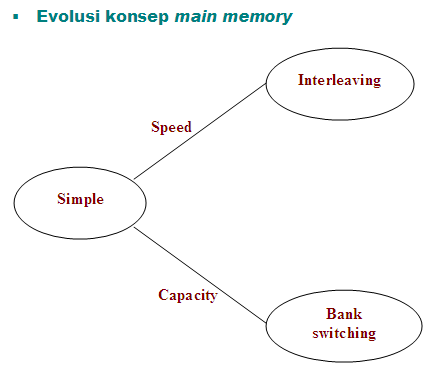 ▪ Evolusi konsep main memory
Interleaving
Speed
Simple
Capacity
Bank
switching